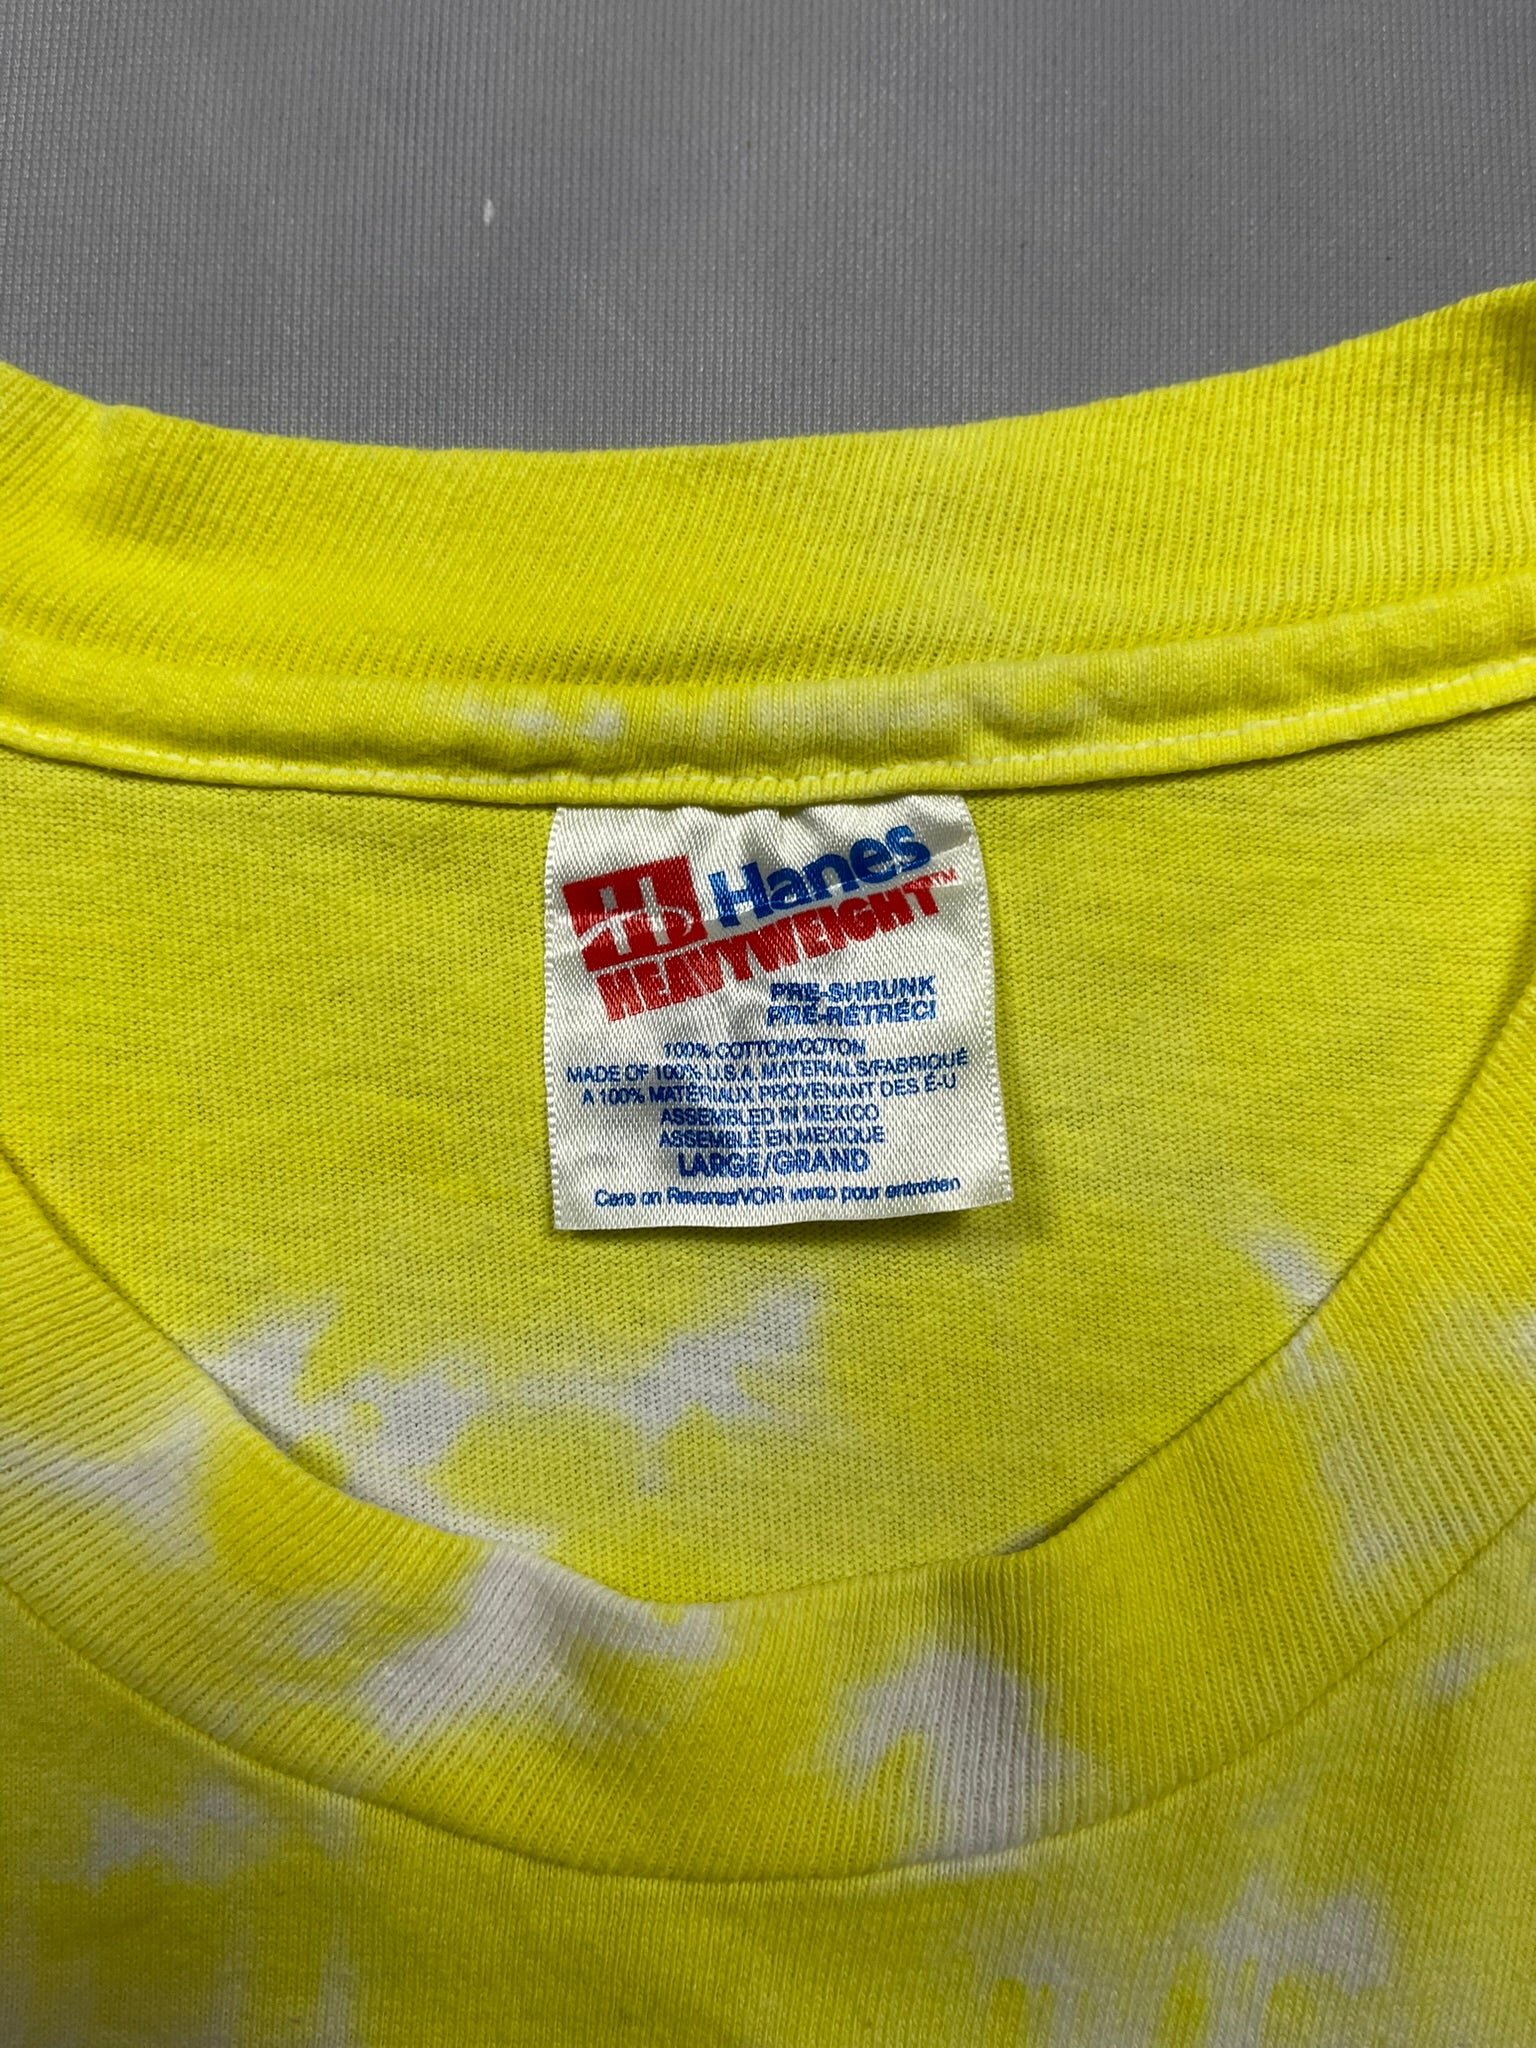 Hanes
HEAVYWEIGHT™
PRE-SHRUNK
PRÉ-RÉTRÉCI
100% COTTON/COTON
MADE OF 100% U.S.A. MATERIALS/FABRIQUÉ
A 100% MATÉRIAUX PROVENANT DES É-U
ASSEMBLED IN MEXICO
ASSEMBLE EN MEXIQUE
LARGE/GRAND
Care on Reverse/VOIR verso pour entretien